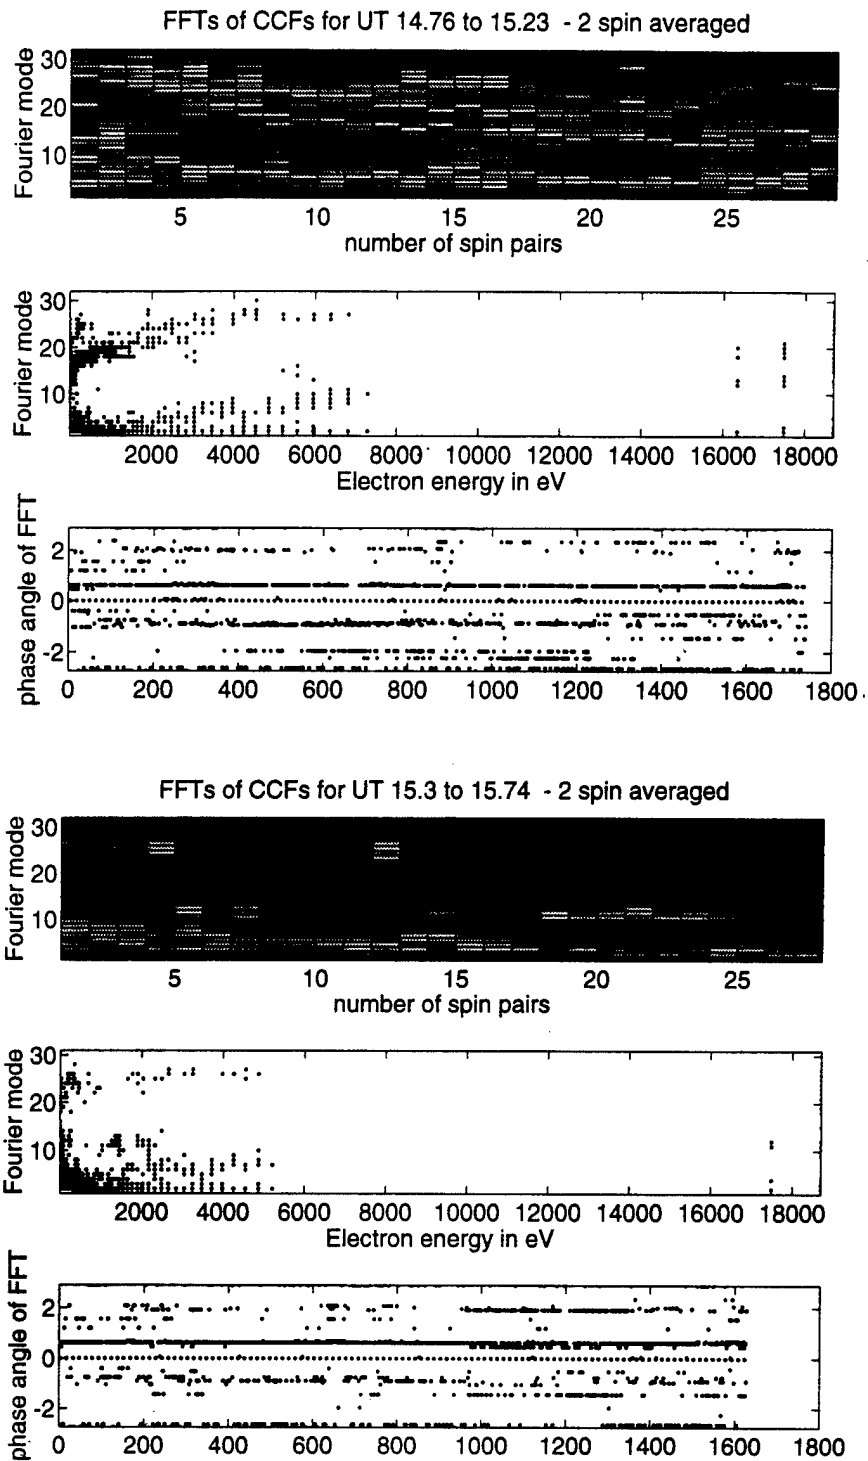 FFTs of CCFs for UT 14.76 to 15.23 - 2 spin averaged
Fourier mode
30
20
10
5 10 15 20 25
number of spin pairs
Fourier mode
30
20
10
2000 4000 6000 8000 10000 12000 14000 16000 18000
Electron energy in eV
phase angle of FFT
2
0
-2
0 200 400 600 800 1000 1200 1400 1600 1800
FFTs of CCFs for UT 15.3 to 15.74 - 2 spin averaged
Fourier mode
30
20
10
5 10 15 20 25
number of spin pairs
Fourier mode
30
20
10
2000 4000 6000 8000 10000 12000 14000 16000 18000
Electron energy in eV
phase angle of FFT
2
0
-2
0 200 400 600 800 1000 1200 1400 1600 1800